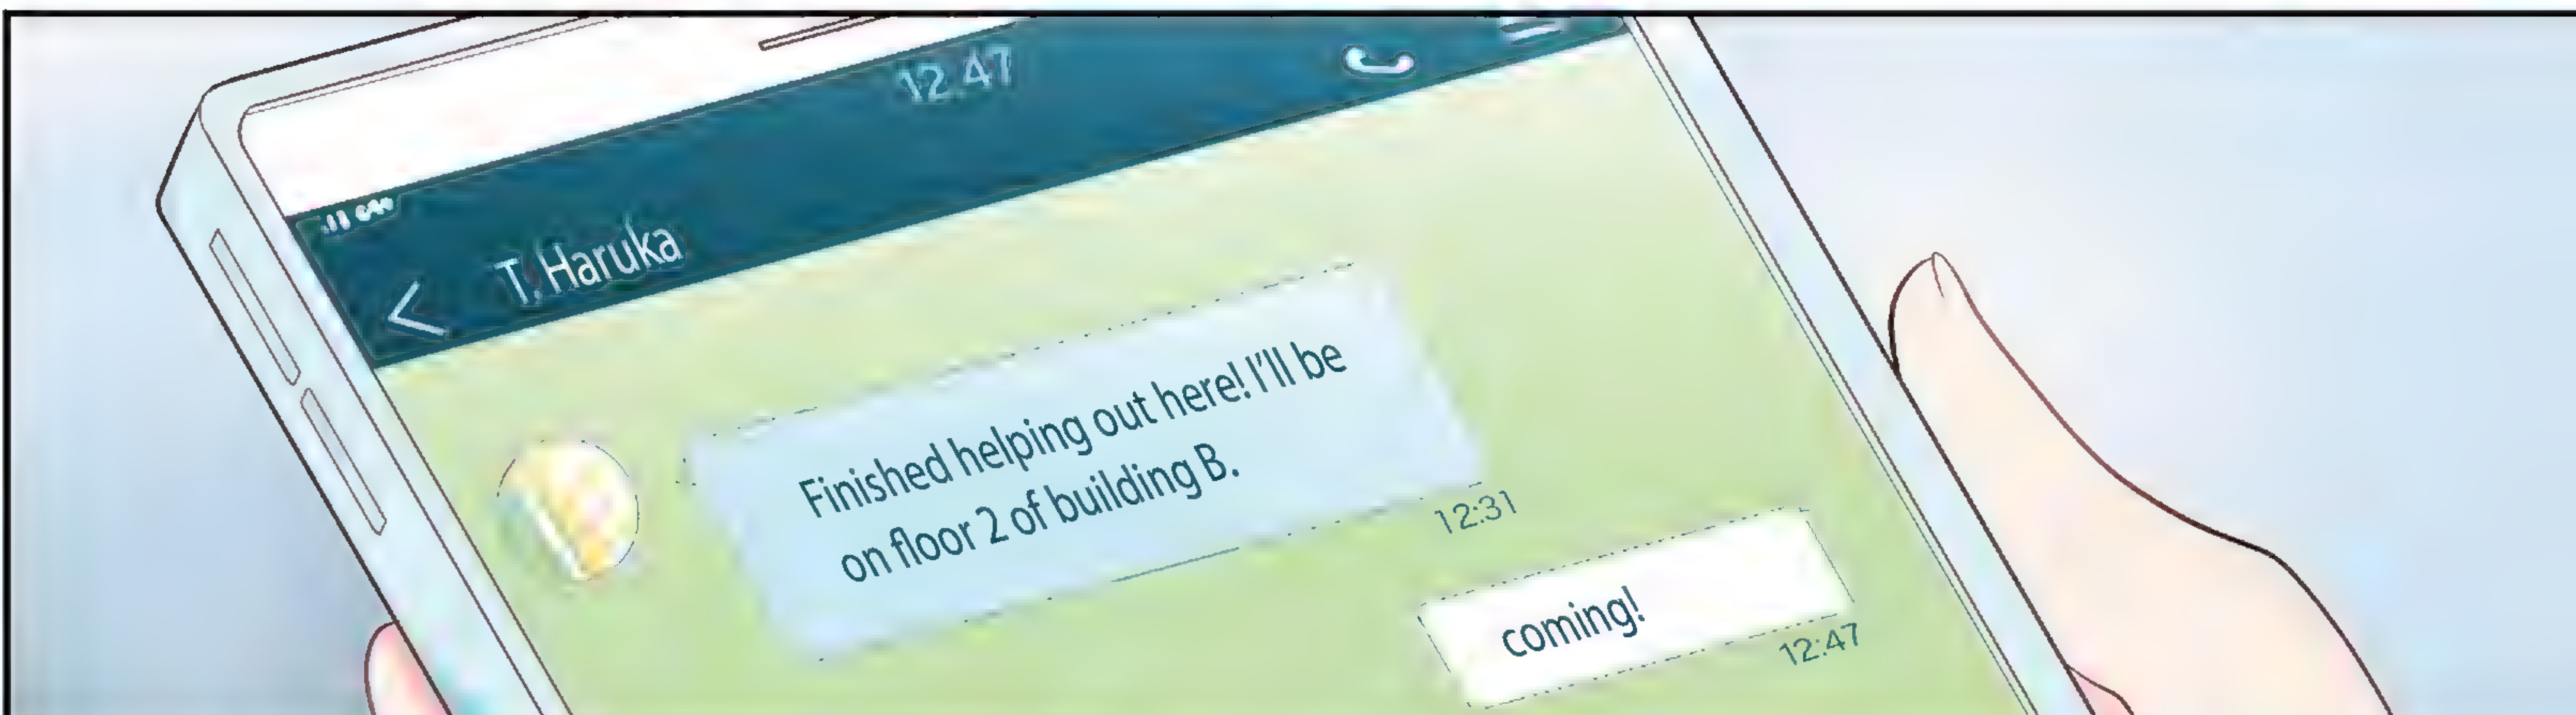 12:47
T. Haruka
Finished helping out here! I'll be
on floor 2 of building B.
12:31
coming!
12:47